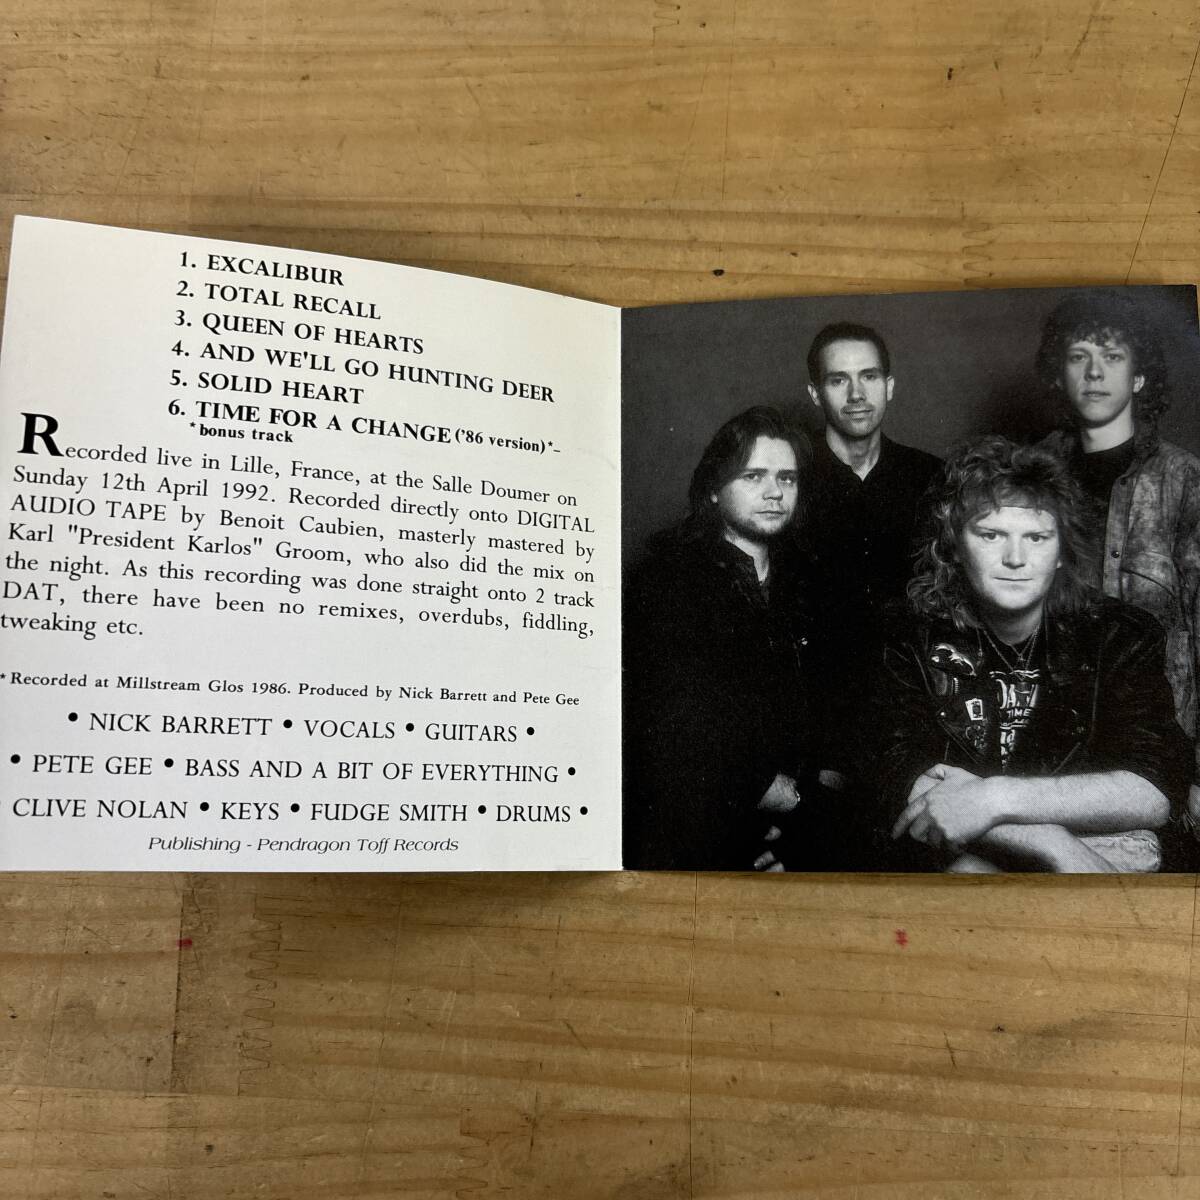 1. EXCALIBUR
2. TOTAL RECALL
3. QUEEN OF HEARTS
4. AND WE'LL GO HUNTING DEER
5. SOLID HEART
6. TIME FOR A CHANGE ('86 version)*-
*bonus track
Recorded live in Lille, France, at the Salle Doumer on
Sunday 12th April 1992. Recorded directly onto DIGITAL
AUDIO TAPE by Benoit Caubien, masterly mastered by
Karl "President Karlos" Groom, who also did the mix on
the night. As this recording was done straight onto 2 track
DAT, there have been no remixes, overdubs, fiddling,
tweaking etc.
*Recorded at Millstream Glos 1986. Produced by Nick Barrett and Pete Gee
• NICK BARRETT • VOCALS • GUITARS •
• PETE GEE • BASS AND A BIT OF EVERYTHING •
CLIVE NOLAN • KEYS • FUDGE SMITH • DRUMS •
Publishing - Pendragon Toff Records
TIME